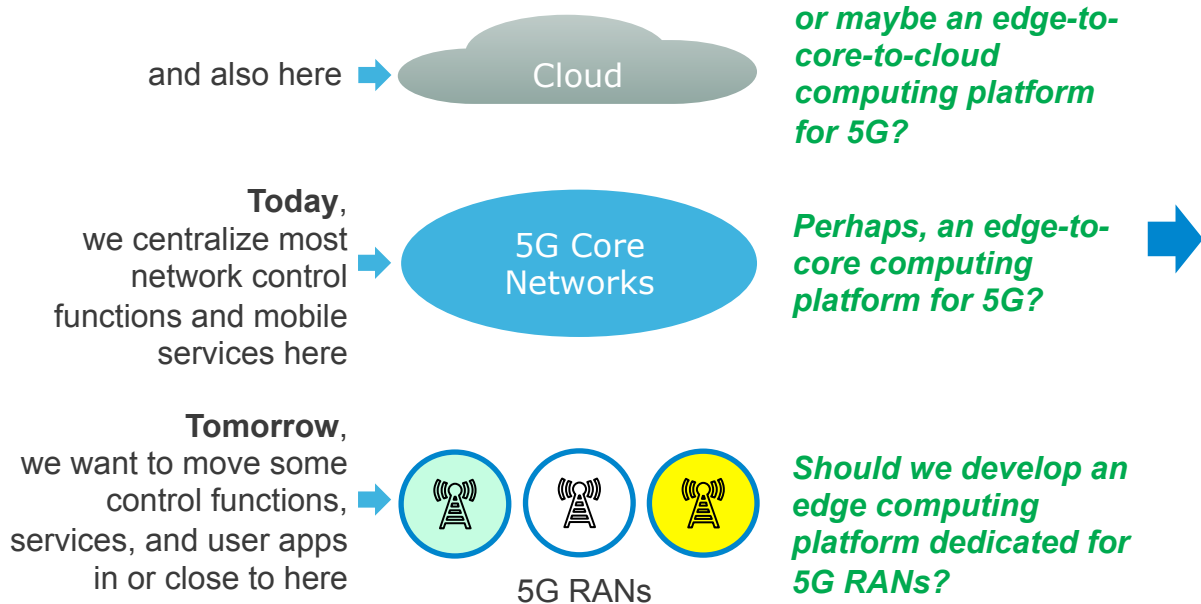 and also here
Cloud
or maybe an edge-to-
core-to-cloud
computing platform
for 5G?
Today,
we centralize most
network control
functions and mobile
services here
5G Core
Networks
Perhaps, an edge-to-
core computing
platform for 5G?
Tomorrow,
we want to move some
control functions,
services, and user apps
in or close to here
5G RANs
Should we develop an
edge computing
platform dedicated for
5G RANs?